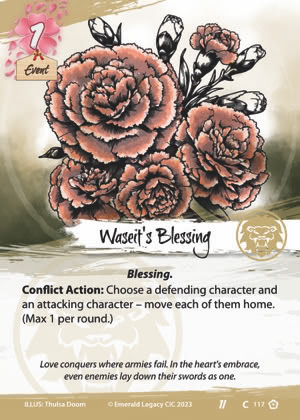 1
Event
Waseit's Blessing
Blessing.
Conflict Action: Choose a defending character and
an attacking character – move each of them home.
(Max 1 per round.)
Love conquers where armies fail. In the heart's embrace,
even enemies lay down their swords as one.
ILLUS: Thulsa Doom © Emerald Legacy CIC 2023 C 117